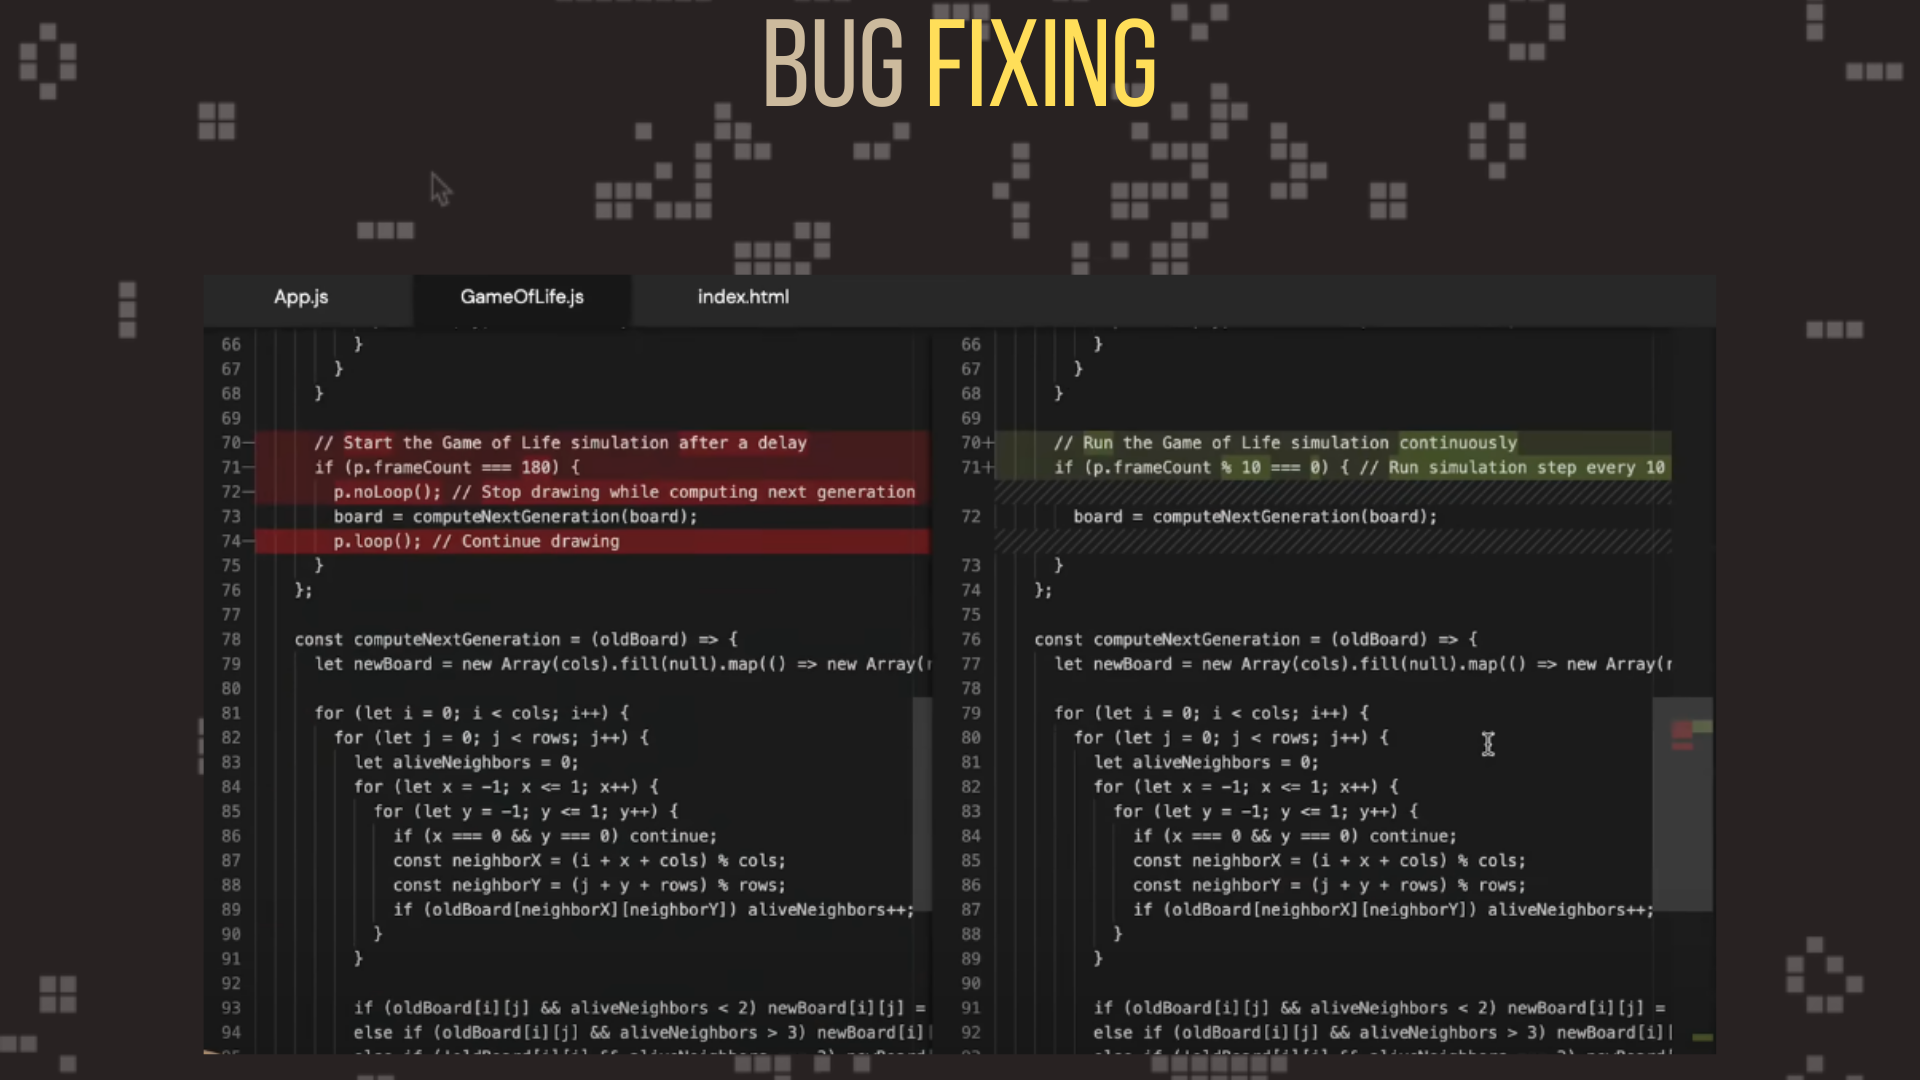 BUG FIXING
App.js GameOfLife.js index.html
66 }
67 }
68 }
69
70— // Start the Game of Life simulation after a delay
71— if (p.frameCount === 180) {
72— p.noLoop(); // Stop drawing while computing next generation
73 board = computeNextGeneration(board);
74— p.loop(); // Continue drawing
75 }
76 };
77
78 const computeNextGeneration = (oldBoard) => {
79 let newBoard = new Array(cols).fill(null).map(() => new Array(
80
81 for (let i = 0; i < cols; i++) {
82 for (let j = 0; j < rows; j++) {
83 let aliveNeighbors = 0;
84 for (let x = -1; x <= 1; x++) {
85 for (let y = -1; y <= 1; y++) {
86 if (x === 0 && y === 0) continue;
87 const neighborX = (i + x + cols) % cols;
88 const neighborY = (j + y + rows) % rows;
89 if (oldBoard[neighborX][neighborY]) aliveNeighbors++;
90 }
91 }
92
93 if (oldBoard[i][j] && aliveNeighbors < 2) newBoard[i][j] =
94 else if (oldBoard[i][j] && aliveNeighbors > 3) newBoard[i]
66 }
67 }
68 }
69
70+ // Run the Game of Life simulation continuously
71+ if (p.frameCount % 10 === 0) { // Run simulation step every 10
72 board = computeNextGeneration(board);
73 }
74 };
75
76 const computeNextGeneration = (oldBoard) => {
77 let newBoard = new Array(cols).fill(null).map(() => new Array(
78
79 for (let i = 0; i < cols; i++) {
80 for (let j = 0; j < rows; j++) {
81 let aliveNeighbors = 0;
82 for (let x = -1; x <= 1; x++) {
83 for (let y = -1; y <= 1; y++) {
84 if (x === 0 && y === 0) continue;
85 const neighborX = (i + x + cols) % cols;
86 const neighborY = (j + y + rows) % rows;
87 if (oldBoard[neighborX][neighborY]) aliveNeighbors++;
88 }
89 }
90
91 if (oldBoard[i][j] && aliveNeighbors < 2) newBoard[i][j] =
92 else if (oldBoard[i][j] && aliveNeighbors > 3) newBoard[i]